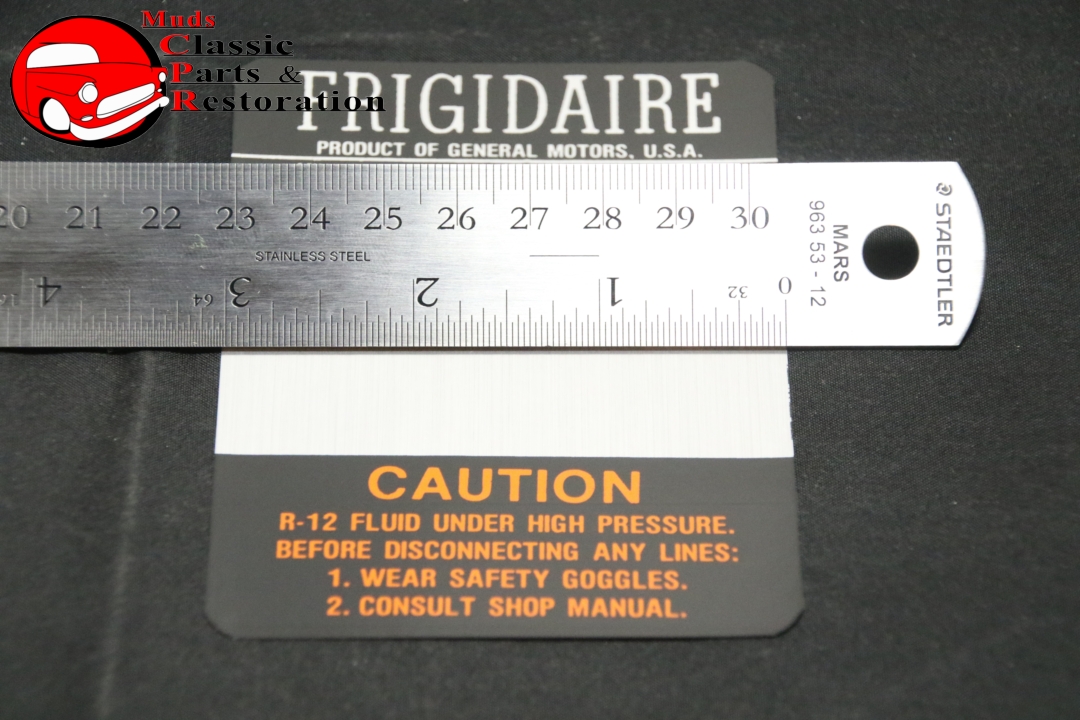 Muds
Classic
Parts &
Restoration
FRIGIDAIRE
PRODUCT OF GENERAL MOTORS, U.S.A.
20 21 22 23 24 25 26 27 28 29 30
STAINLESS STEEL
16 4 64 3 2 1 32 0
MARS
963 53 - 12
STAEDTLER
CAUTION
R-12 FLUID UNDER HIGH PRESSURE.
BEFORE DISCONNECTING ANY LINES:
1. WEAR SAFETY GOGGLES.
2. CONSULT SHOP MANUAL.